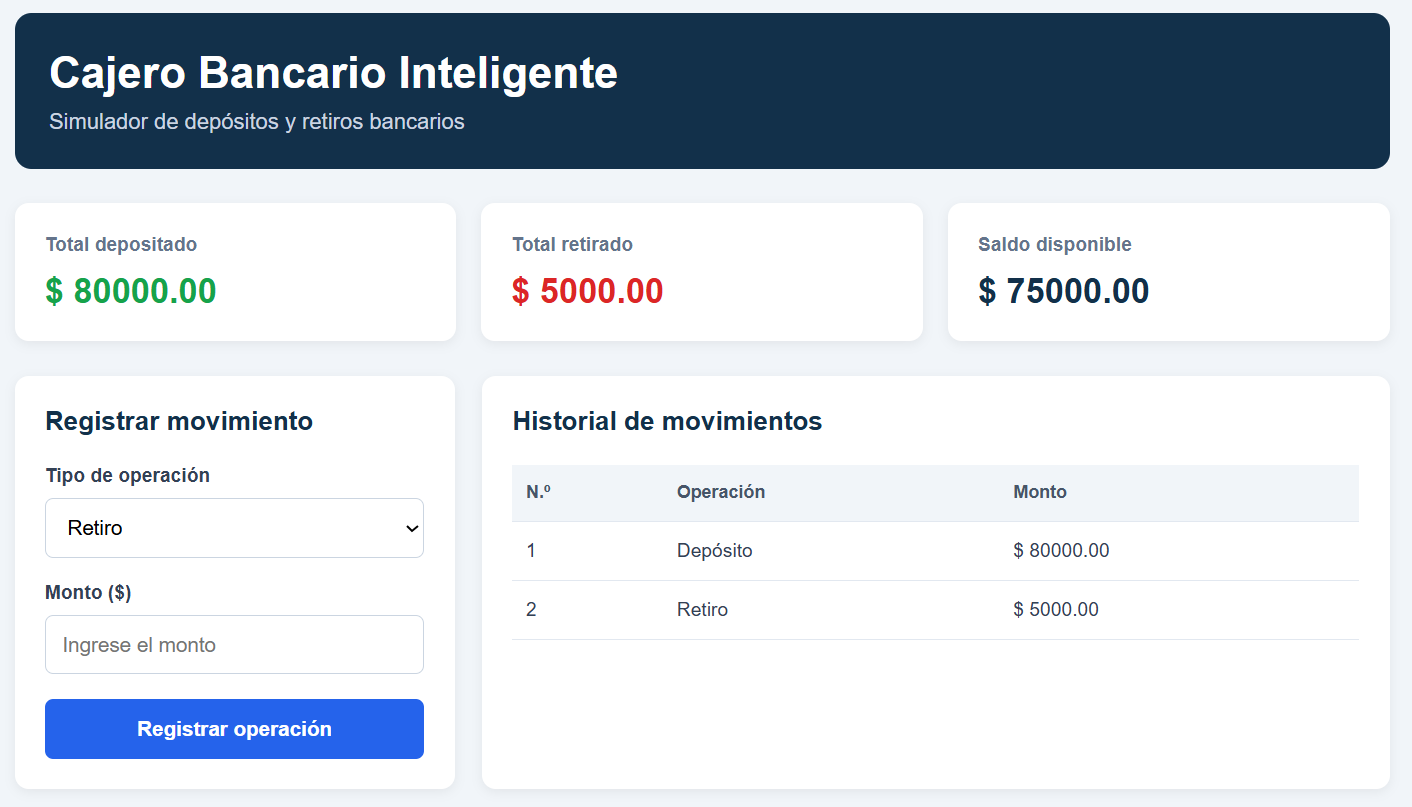 Cajero Bancario Inteligente
Simulador de depósitos y retiros bancarios
Total depositado
$ 80000.00
Total retirado
$ 5000.00
Saldo disponible
$ 75000.00
Registrar movimiento
Tipo de operación
Retiro
Monto ($)
Ingrese el monto
Registrar operación
Historial de movimientos
N.º Operación Monto
1 Depósito $ 80000.00
2 Retiro $ 5000.00